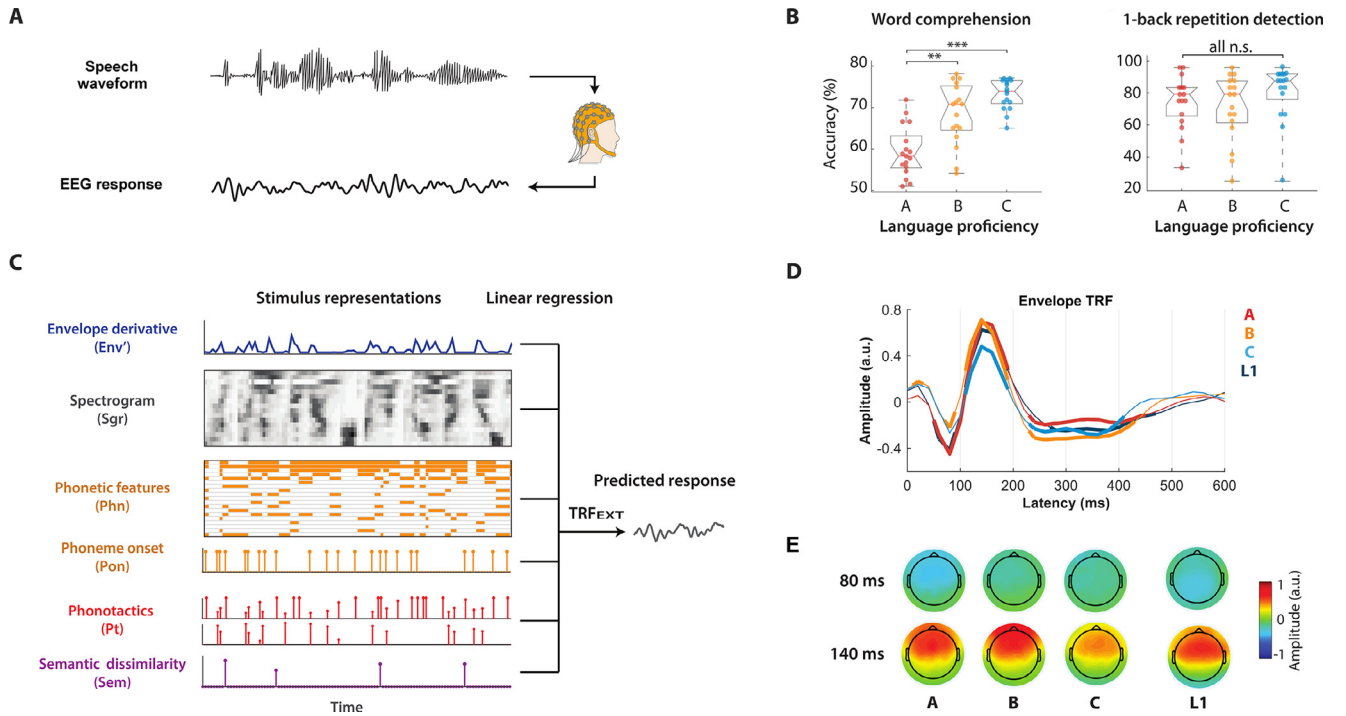 A
Speech
waveform
EEG response
B
Word comprehension
1-back repetition detection
***
**
all n.s.
Accuracy (%)
80
70
60
50
100
80
60
40
20
A B C
A B C
Language proficiency
Language proficiency
C
Stimulus representations
Linear regression
Envelope derivative
(Env’)
Spectrogram
(Sgr)
Phonetic features
(Phn)
Phoneme onset
(Pon)
Phonotactics
(Pt)
Semantic dissimilarity
(Sem)
Time
TRFEXT
Predicted response
D
Envelope TRF
Amplitude (a.u.)
0.8
0.4
0
-0.4
0 100 200 300 400 500 600
Latency (ms)
A
B
C
L1
E
80 ms
140 ms
A B C L1
1
0
-1
Amplitude (a.u.)